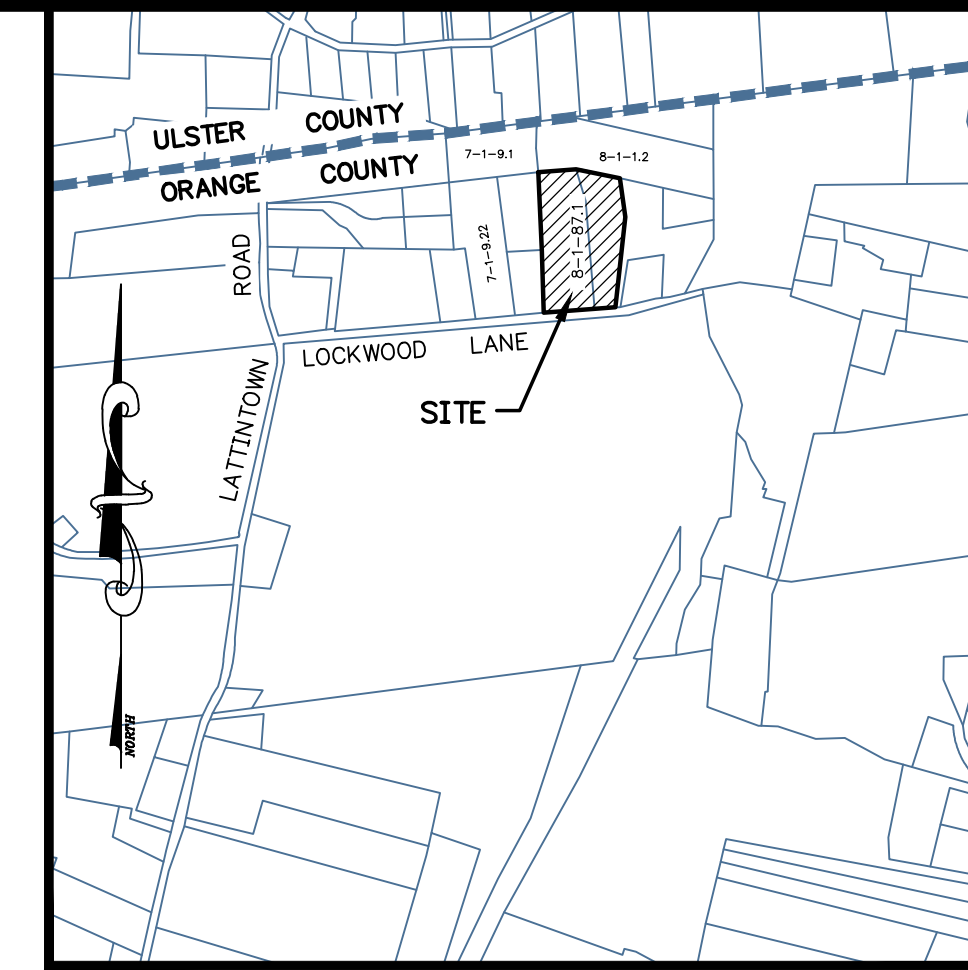 ULSTER COUNTY
ORANGE COUNTY
7-1-9.1
8-1-1.2
7-1-9.22
8-1-87.1
ROAD
LOCKWOOD LANE
LATTINTOWN
SITE
NORTH